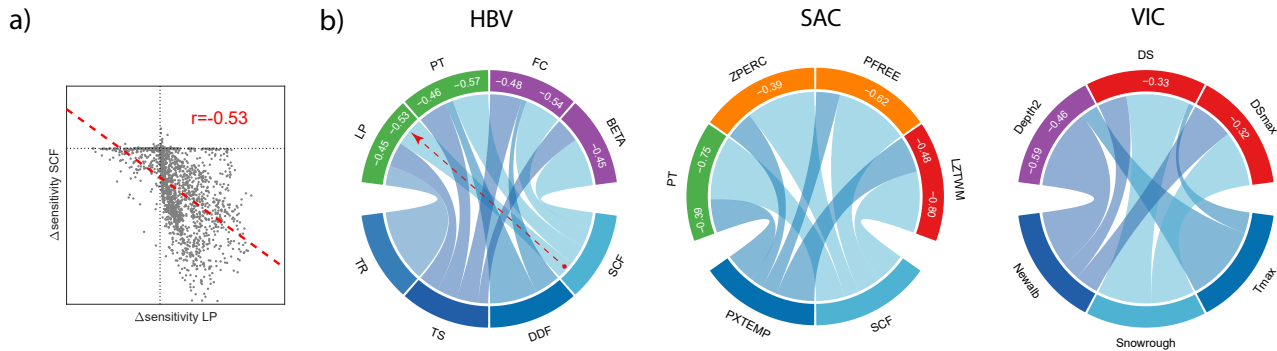 a)
r=-0.53
Δsensitivity SCF
Δsensitivity LP
b)
HBV
LP
PT
FC
BETA
−0.45
−0.53
−0.46
−0.57
−0.48
−0.54
−0.45
TR
TS
DDF
SCF
SAC
PT
ZPERC
PFREE
LZTWM
−0.39
−0.75
−0.39
−0.62
−0.48
−0.80
PXTEMP
SCF
VIC
Depth2
DS
DSmax
−0.59
−0.46
−0.33
−0.32
Newalb
Snowrough
Tmax